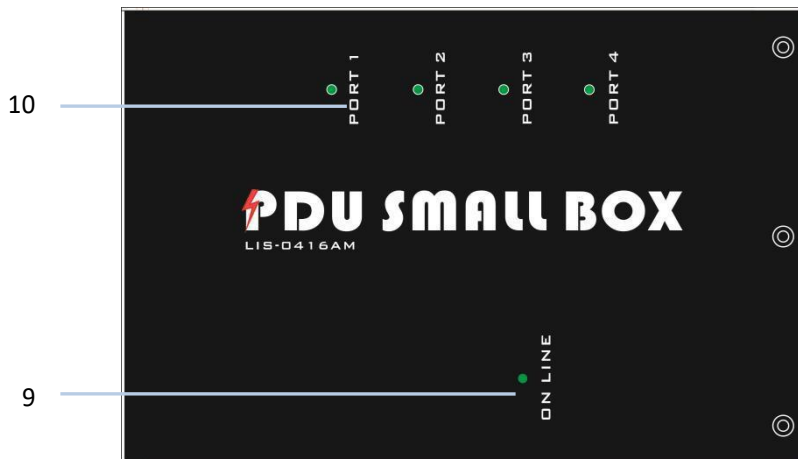 PORT 1
PORT 2
PORT 3
PORT 4
10
PDU SMALL BOX
LIS-0416AM
ON LINE
9